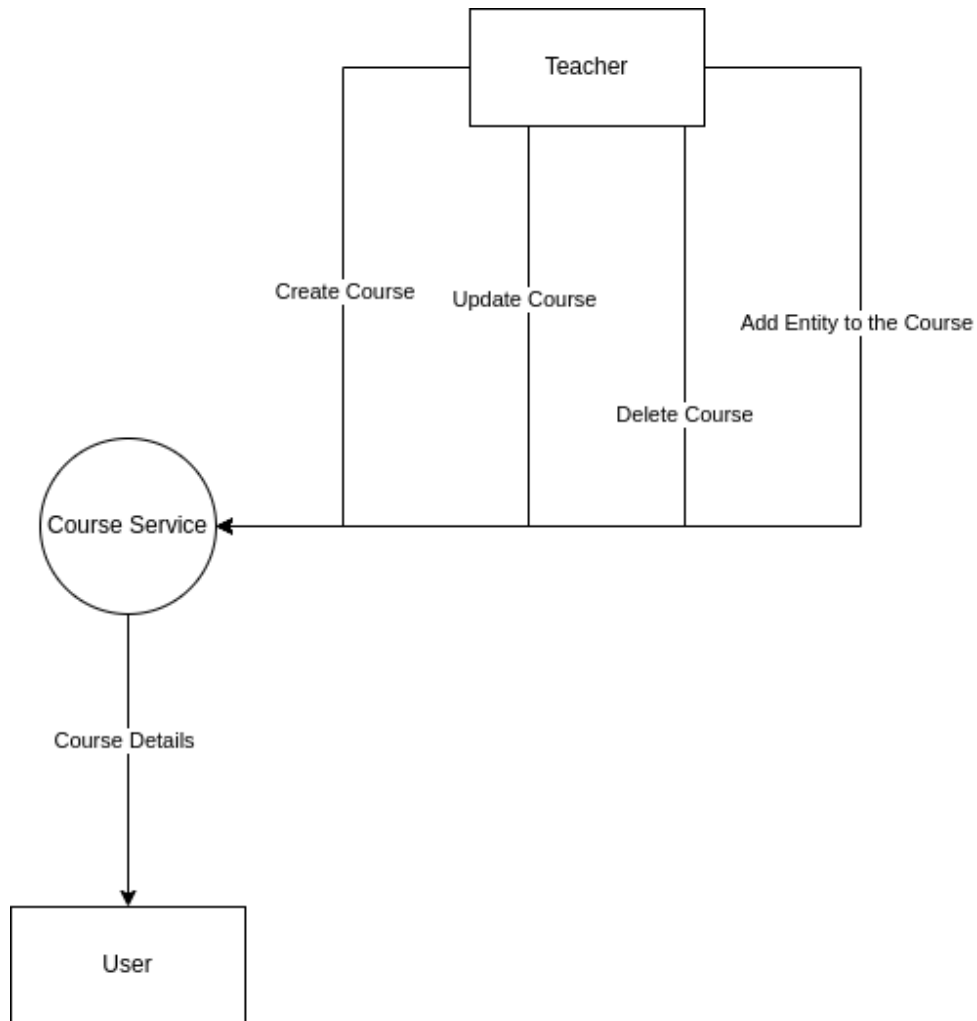 Teacher
Create Course
Update Course
Add Entity to the Course
Delete Course
Course Service
Course Details
User